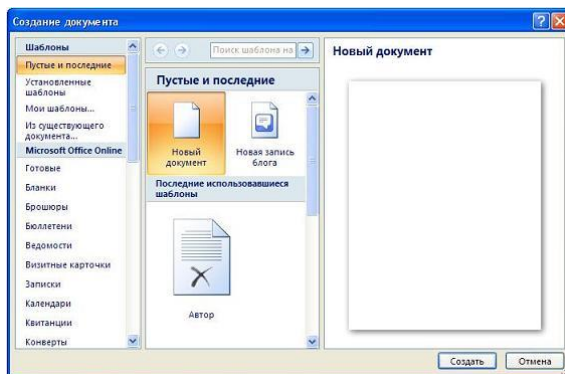 Создание документа
Шаблоны
Пустые и последние
Установленные
шаблоны
Мои шаблоны...
Из существующего
документа...
Microsoft Office Online
Готовые
Бланки
Брошюры
Бюллетени
Ведомости
Визитные карточки
Записки
Календари
Квитанции
Конверты
Поиск шаблона на
Пустые и последние
Новый
документ
Новая запись
блога
Последние использовавшиеся
шаблоны
Автор
Новый документ
Создать
Отмена